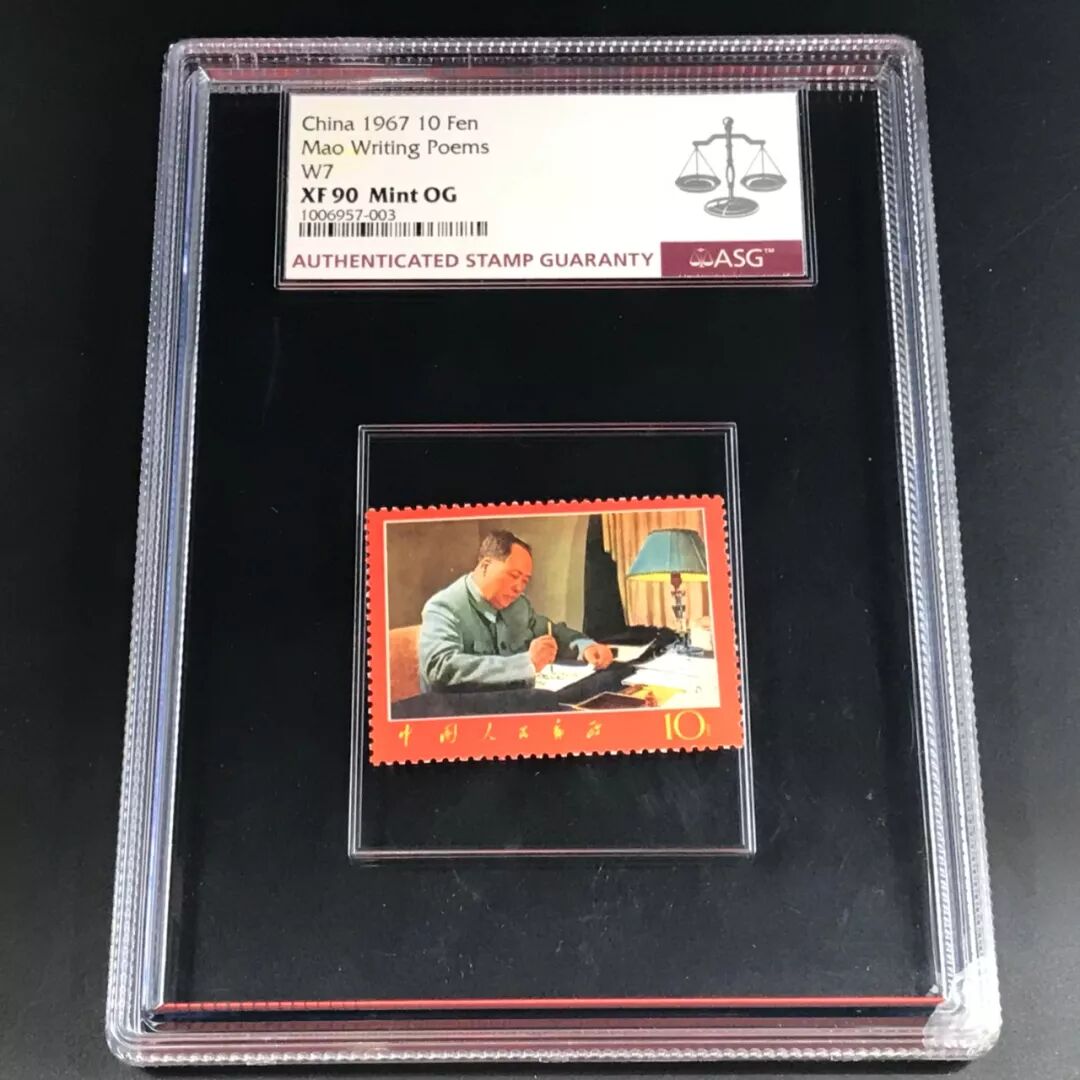 China 1967 10 Fen
Mao Writing Poems
W7
XF 90 Mint OG
1006957-003
AUTHENTICATED STAMP GUARANTY ASG™
中国人民邮政 10